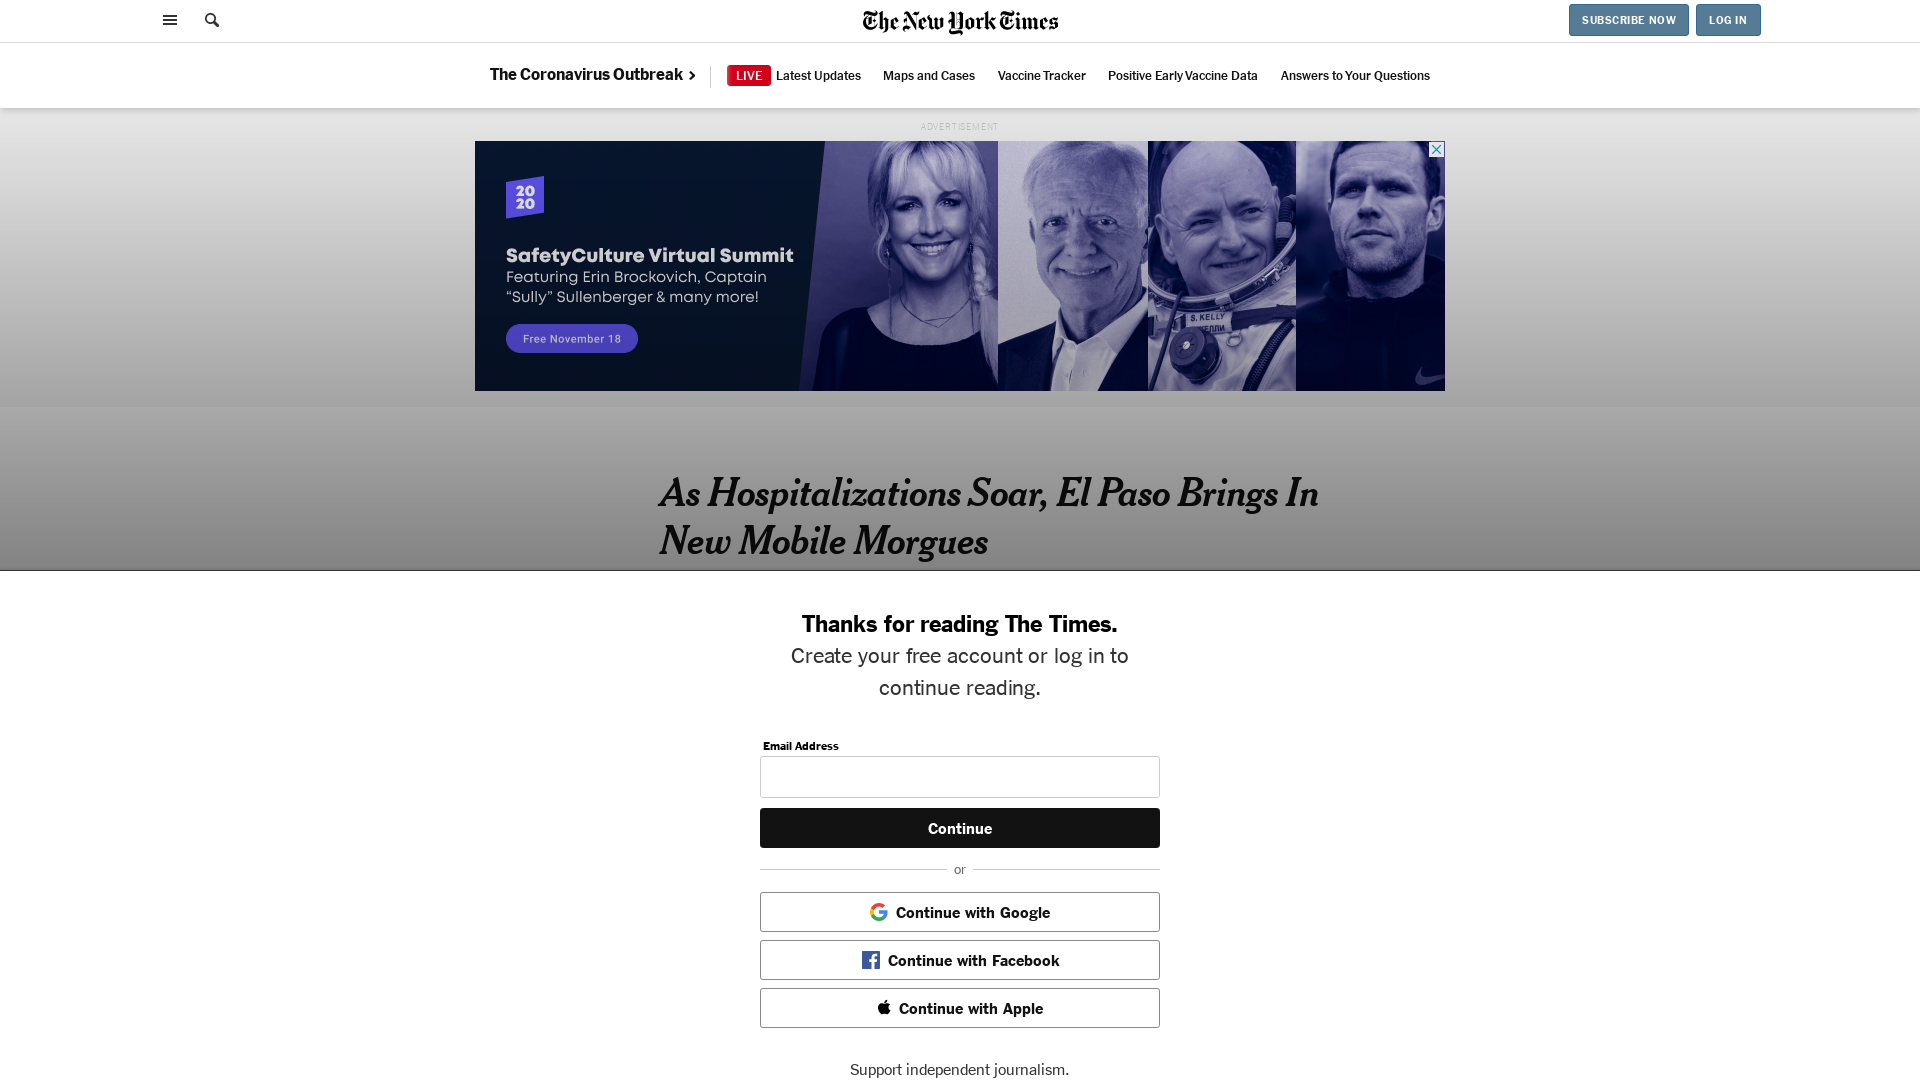 The New York Times
SUBSCRIBE NOW
LOG IN
The Coronavirus Outbreak
LIVE Latest Updates
Maps and Cases
Vaccine Tracker
Positive Early Vaccine Data
Answers to Your Questions
ADVERTISEMENT
20
20
SafetyCulture Virtual Summit
Featuring Erin Brockovich, Captain
“Sully” Sullenberger & many more!
Free November 18
S. KELLY
As Hospitalizations Soar, El Paso Brings In
New Mobile Morgues
Thanks for reading The Times.
Create your free account or log in to
continue reading.
Email Address
Continue
or
Continue with Google
Continue with Facebook
Continue with Apple
Support independent journalism.